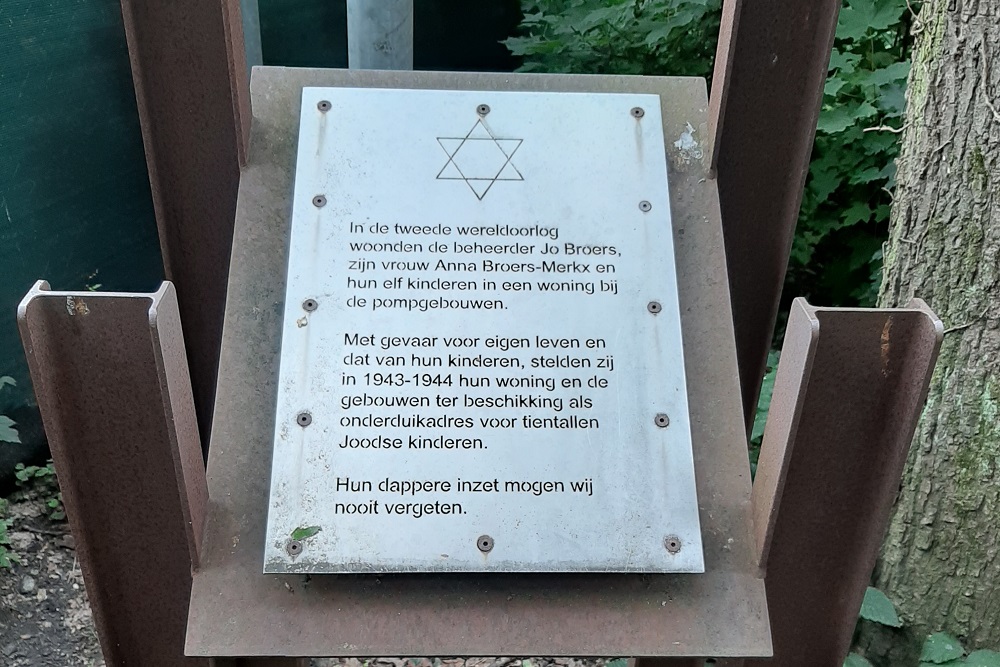 In de tweede wereldoorlog
woonden de beheerder Jo Broers,
zijn vrouw Anna Broers-Merkx en
hun elf kinderen in een woning bij
de pompgebouwen.
Met gevaar voor eigen leven en
dat van hun kinderen, stelden zij
in 1943-1944 hun woning en de
gebouwen ter beschikking als
onderduikadres voor tientallen
Joodse kinderen.
Hun dappere inzet mogen wij
nooit vergeten.